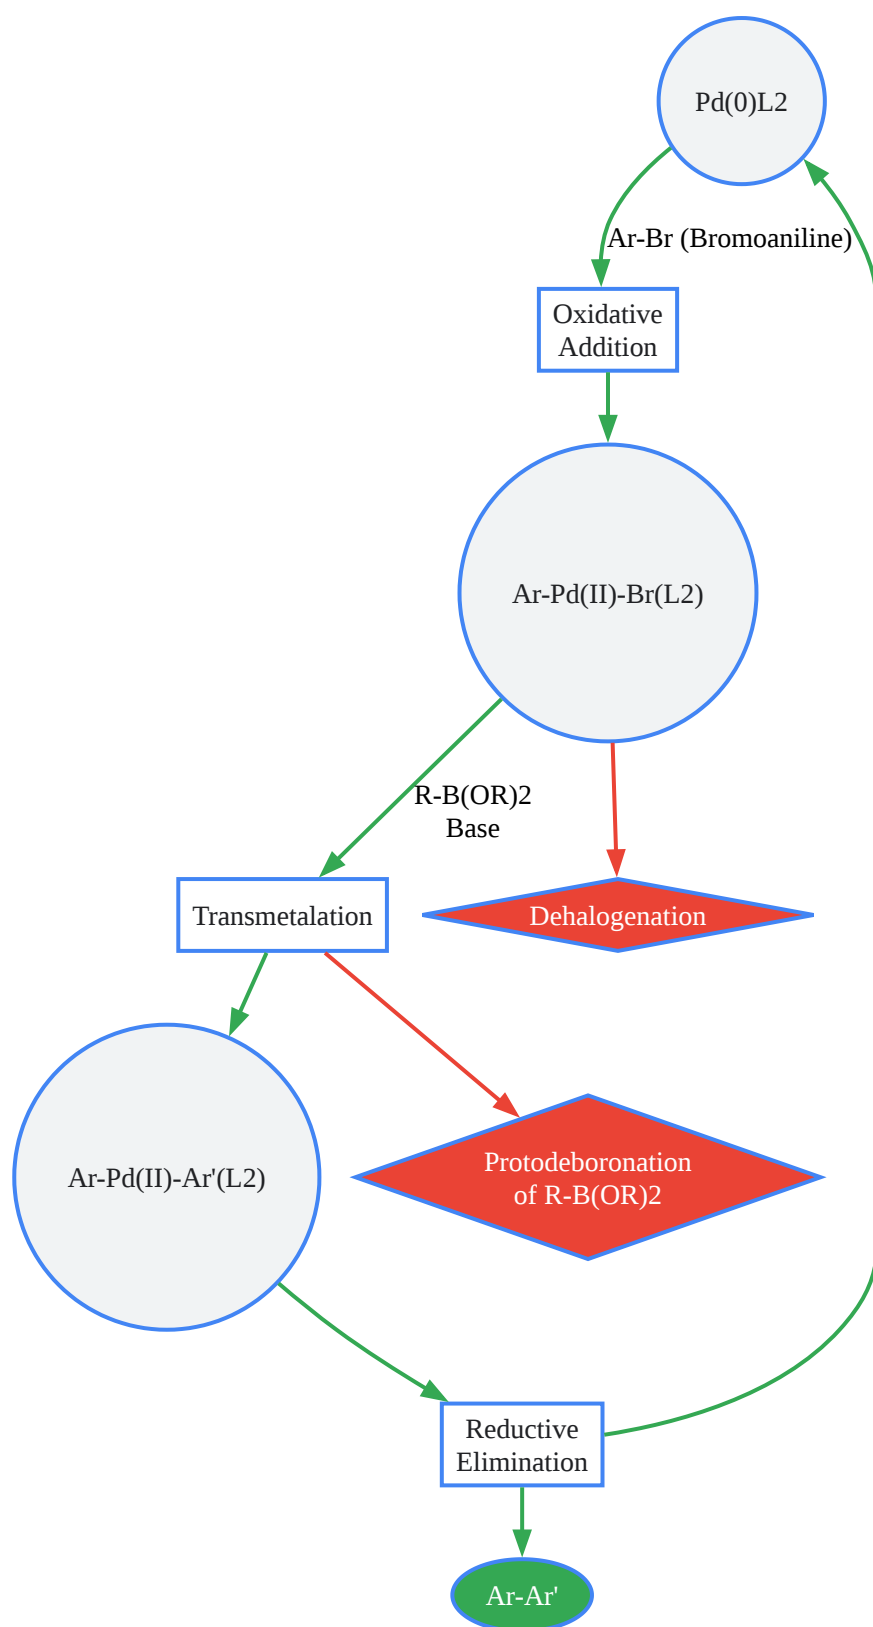 Pd(0)L2
Ar-Br (Bromoaniline)
Oxidative
Addition
Ar-Pd(II)-Br(L2)
R-B(OR)2
Base
Transmetalation
Dehalogenation
Ar-Pd(II)-Ar'(L2)
Protodeboronation
of R-B(OR)2
Reductive
Elimination
Ar-Ar'